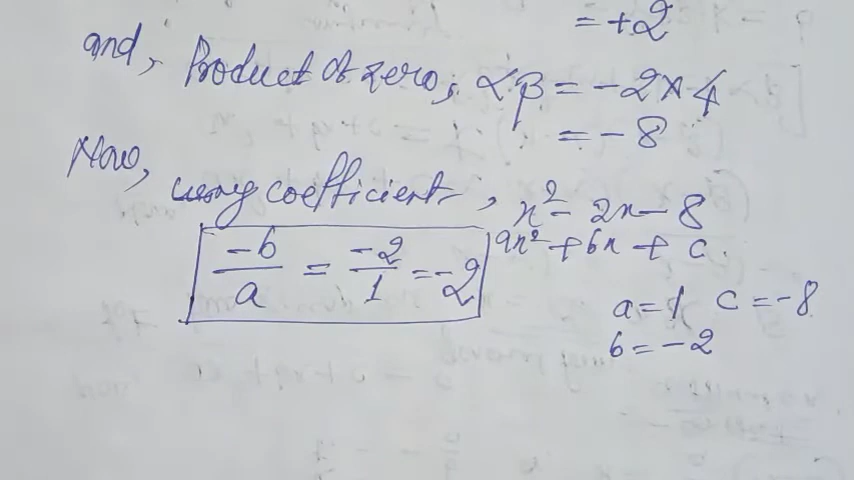 = +2
and, Product of zero; αβ = -2 × 4
= -8
Now, using coefficient, x² - 2x - 8
ax² + bx + c.
-b/a = -2/1 = -2
a = 1 c = -8
b = -2